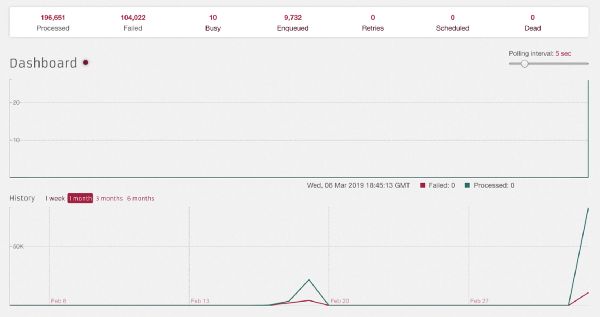 196,651 104,022 10 9,732 0 0 0
Processed Failed Busy Enqueued Retries Scheduled Dead
Dashboard
Polling interval: 5 sec
20
10
Wed, 06 Mar 2019 18:45:13 GMT Failed: 0 Processed: 0
History 1 week 1 month 3 months 6 months
50K
Feb 6 Feb 13 Feb 20 Feb 27